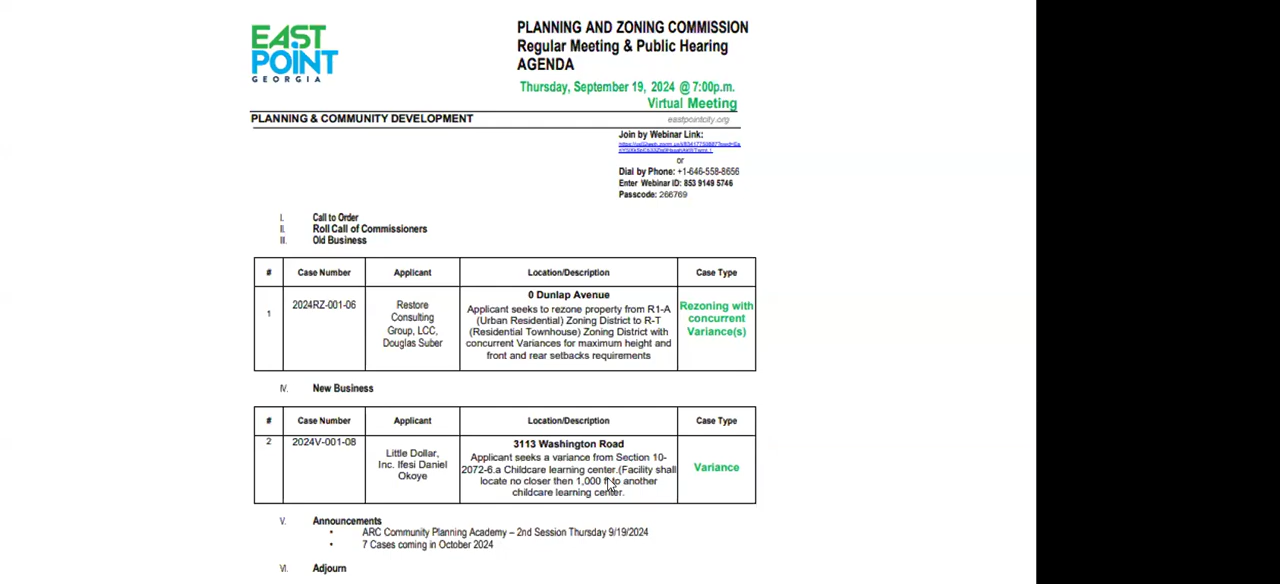 EAST
POINT
GEORGIA
PLANNING AND ZONING COMMISSION
Regular Meeting & Public Hearing
AGENDA
Thursday, September 19, 2024 @ 7:00p.m.
Virtual Meeting
PLANNING & COMMUNITY DEVELOPMENT
eastpointcity.org
Join by Webinar Link:
or
Dial by Phone: +1-646-558-8656
Enter Webinar ID: 853 9149 5746
Passcode: 266769
I. Call to Order
II. Roll Call of Commissioners
III. Old Business
# Case Number Applicant Location/Description Case Type
1
2024RZ-001-06
Restore
Consulting
Group, LCC,
Douglas Suber
0 Dunlap Avenue
Applicant seeks to rezone property from R1-A
(Urban Residential) Zoning District to R-T
(Residential Townhouse) Zoning District with
concurrent Variances for maximum height and
front and rear setbacks requirements
Rezoning with
concurrent
Variance(s)
IV. New Business
# Case Number Applicant Location/Description Case Type
2
2024V-001-08
Little Dollar,
Inc. Ifesi Daniel
Okoye
3113 Washington Road
Applicant seeks a variance from Section 10-
2072-6.a Childcare learning center.(Facility shall
locate no closer then 1,000 ft to another
childcare learning center.
Variance
V. Announcements
• ARC Community Planning Academy – 2nd Session Thursday 9/19/2024
• 7 Cases coming in October 2024
VI. Adjourn